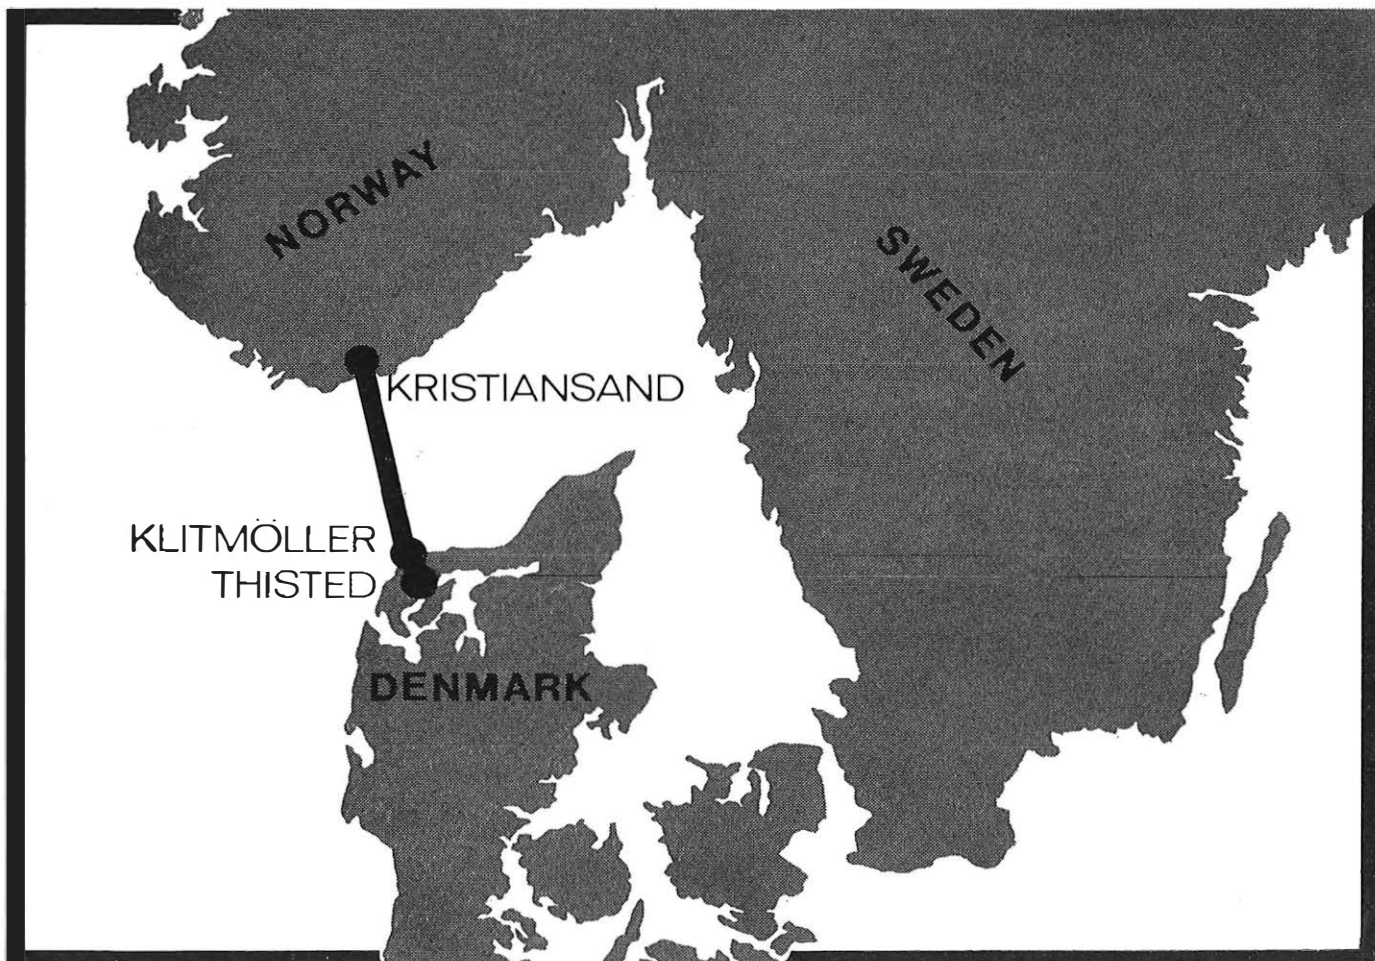 NORWAY
SWEDEN
KRISTIANSAND
KLITMÖLLER
THISTED
DENMARK